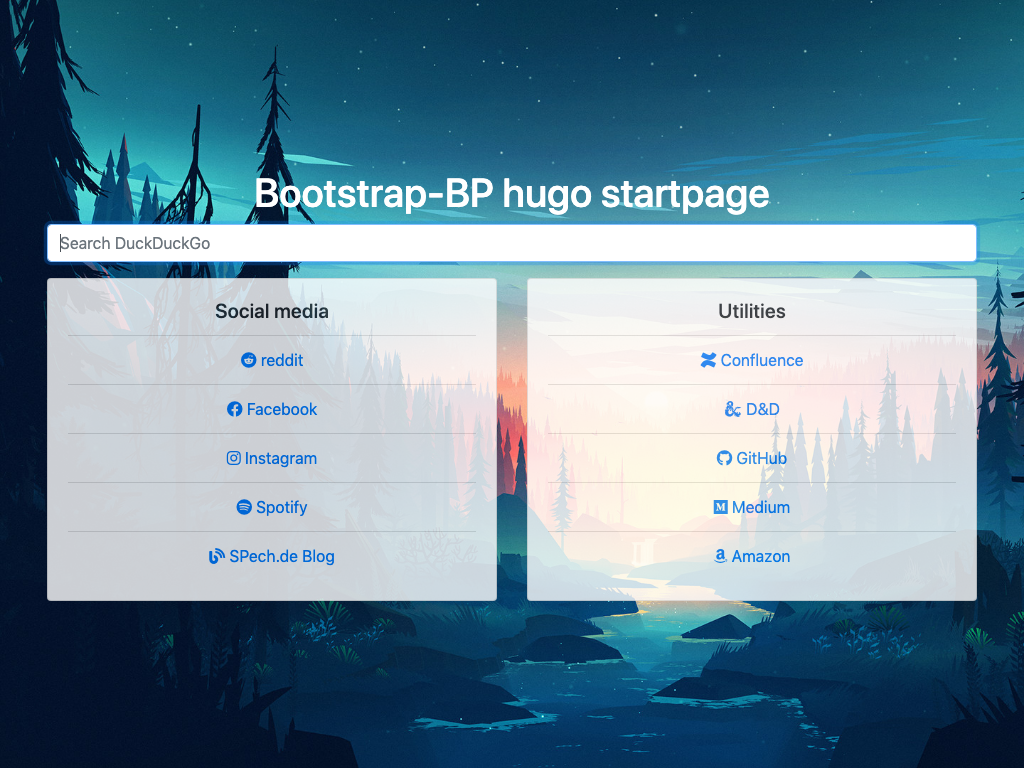 Bootstrap-BP hugo startpage
Search DuckDuckGo
Social media
reddit
Facebook
Instagram
Spotify
SPech.de Blog
Utilities
Confluence
D&D
GitHub
Medium
Amazon